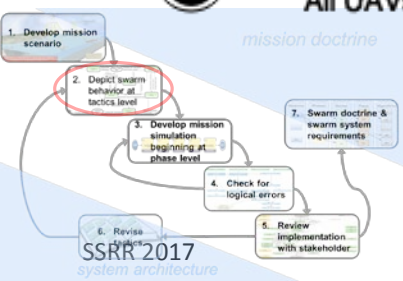 All UAVs
1. Develop mission
scenario
mission doctrine
2. Depict swarm
behavior at
tactics level
3. Develop mission
simulation
beginning at
phase level
7. Swarm doctrine &
swarm system
requirements
4. Check for
logical errors
5. Review
implementation
with stakeholder
6. Revise
tactics
SSRR 2017
system architecture